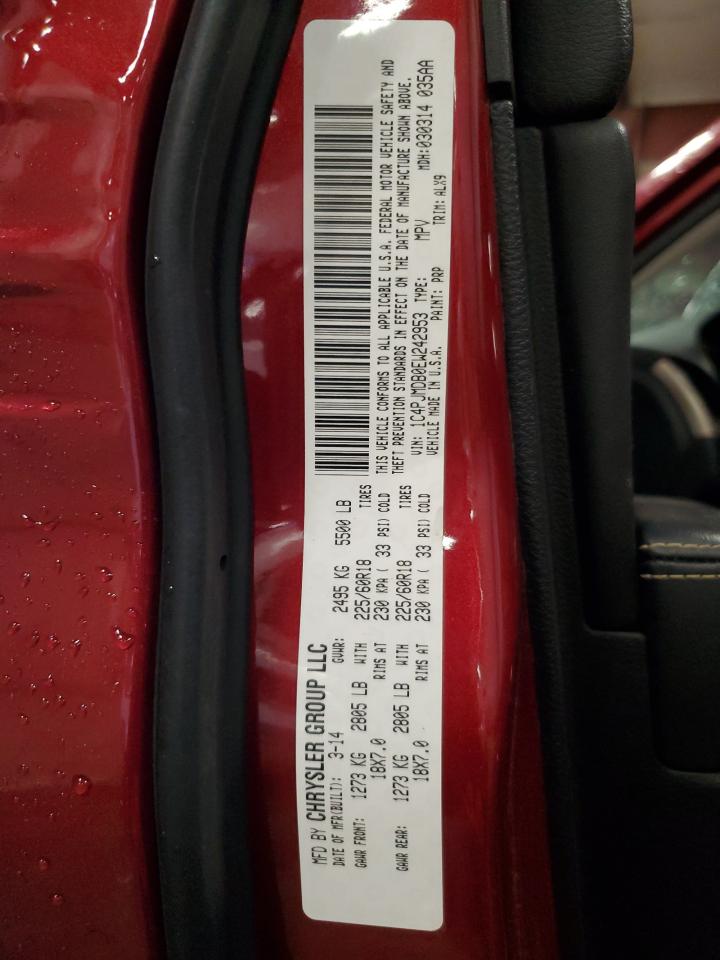 MFD BY CHRYSLER GROUP LLC
DATE OF MFR(BUILT): 3-14 GVWR: 2495 KG 5500 LB
GAWR FRONT: 1273 KG 2805 LB WITH 225/60R18 TIRES
18X7.0 RIMS AT 230 KPA ( 33 PSI) COLD
GAWR REAR: 1273 KG 2805 LB WITH 225/60R18 TIRES
18X7.0 RIMS AT 230 KPA ( 33 PSI) COLD
THIS VEHICLE CONFORMS TO ALL APPLICABLE U.S.A. FEDERAL MOTOR VEHICLE SAFETY AND
THEFT PREVENTION STANDARDS IN EFFECT ON THE DATE OF MANUFACTURE SHOWN ABOVE.
VIN: 1C4PJMDB0EW242953 TYPE: MPV MDH:030314 035AA
VEHICLE MADE IN U.S.A. PAINT: PRP TRIM: ALX9